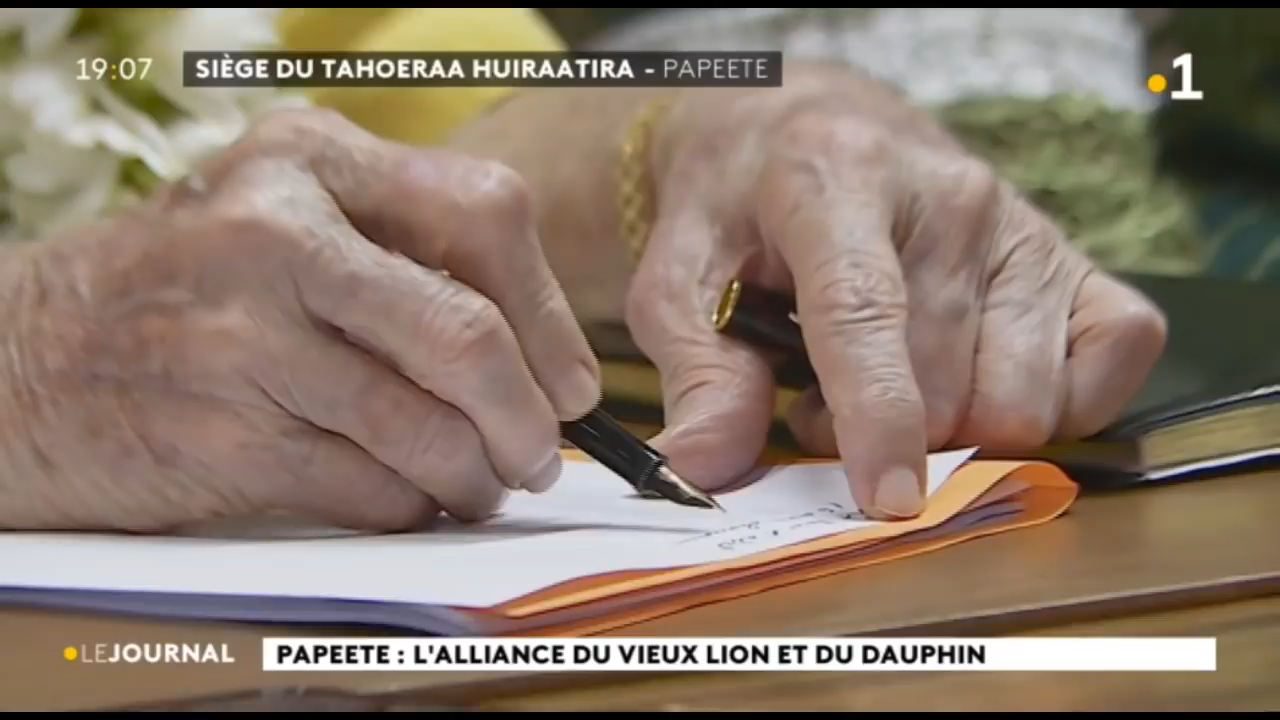 19:07
SIÈGE DU TAHOERAA HUIRAATIRA - PAPEETE
1
LEJOURNAL
PAPEETE : L'ALLIANCE DU VIEUX LION ET DU DAUPHIN